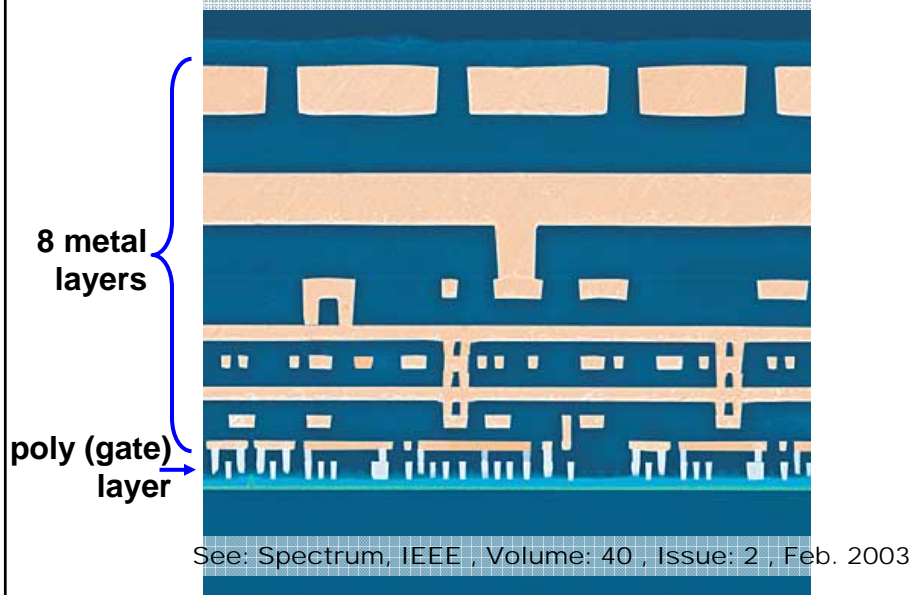 8 metal
layers
poly (gate)
layer
See: Spectrum, IEEE , Volume: 40 , Issue: 2 , Feb. 2003